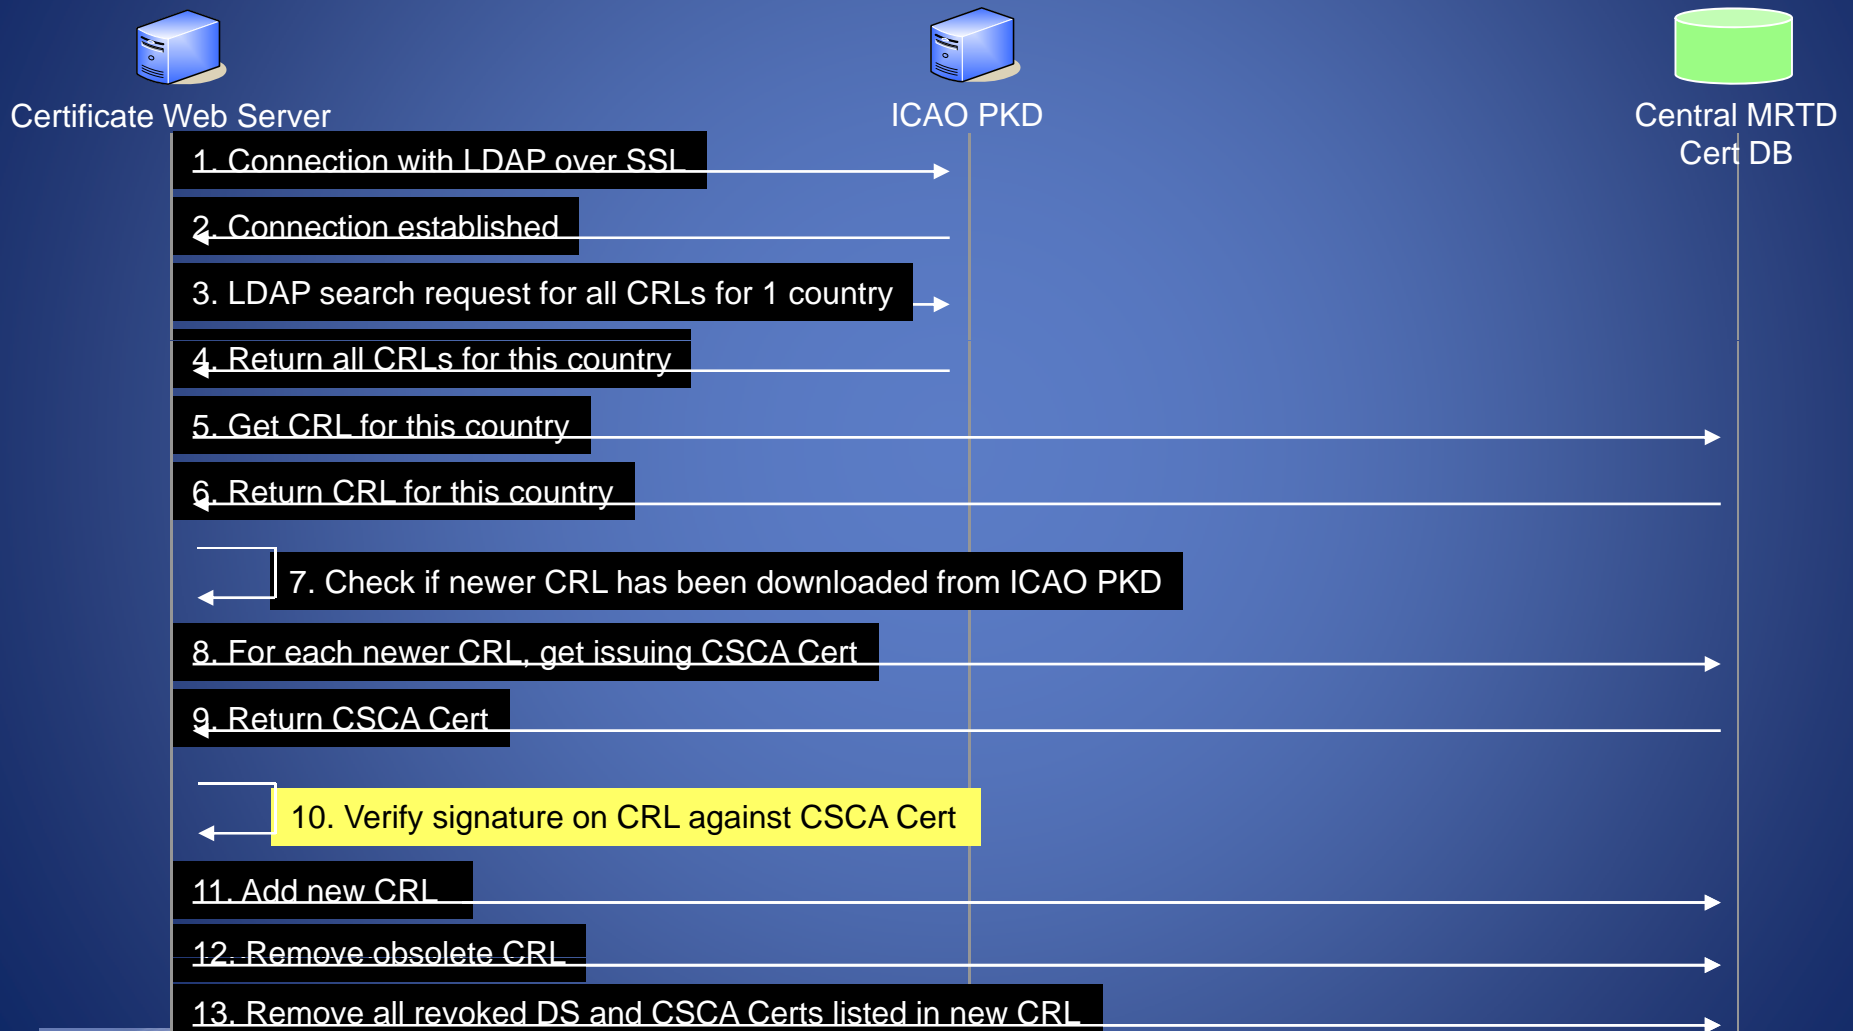 Certificate Web Server
ICAO PKD
Central MRTD
Cert DB
1. Connection with LDAP over SSL
2. Connection established
3. LDAP search request for all CRLs for 1 country
4. Return all CRLs for this country
5. Get CRL for this country
6. Return CRL for this country
7. Check if newer CRL has been downloaded from ICAO PKD
8. For each newer CRL, get issuing CSCA Cert
9. Return CSCA Cert
10. Verify signature on CRL against CSCA Cert
11. Add new CRL
12. Remove obsolete CRL
13. Remove all revoked DS and CSCA Certs listed in new CRL